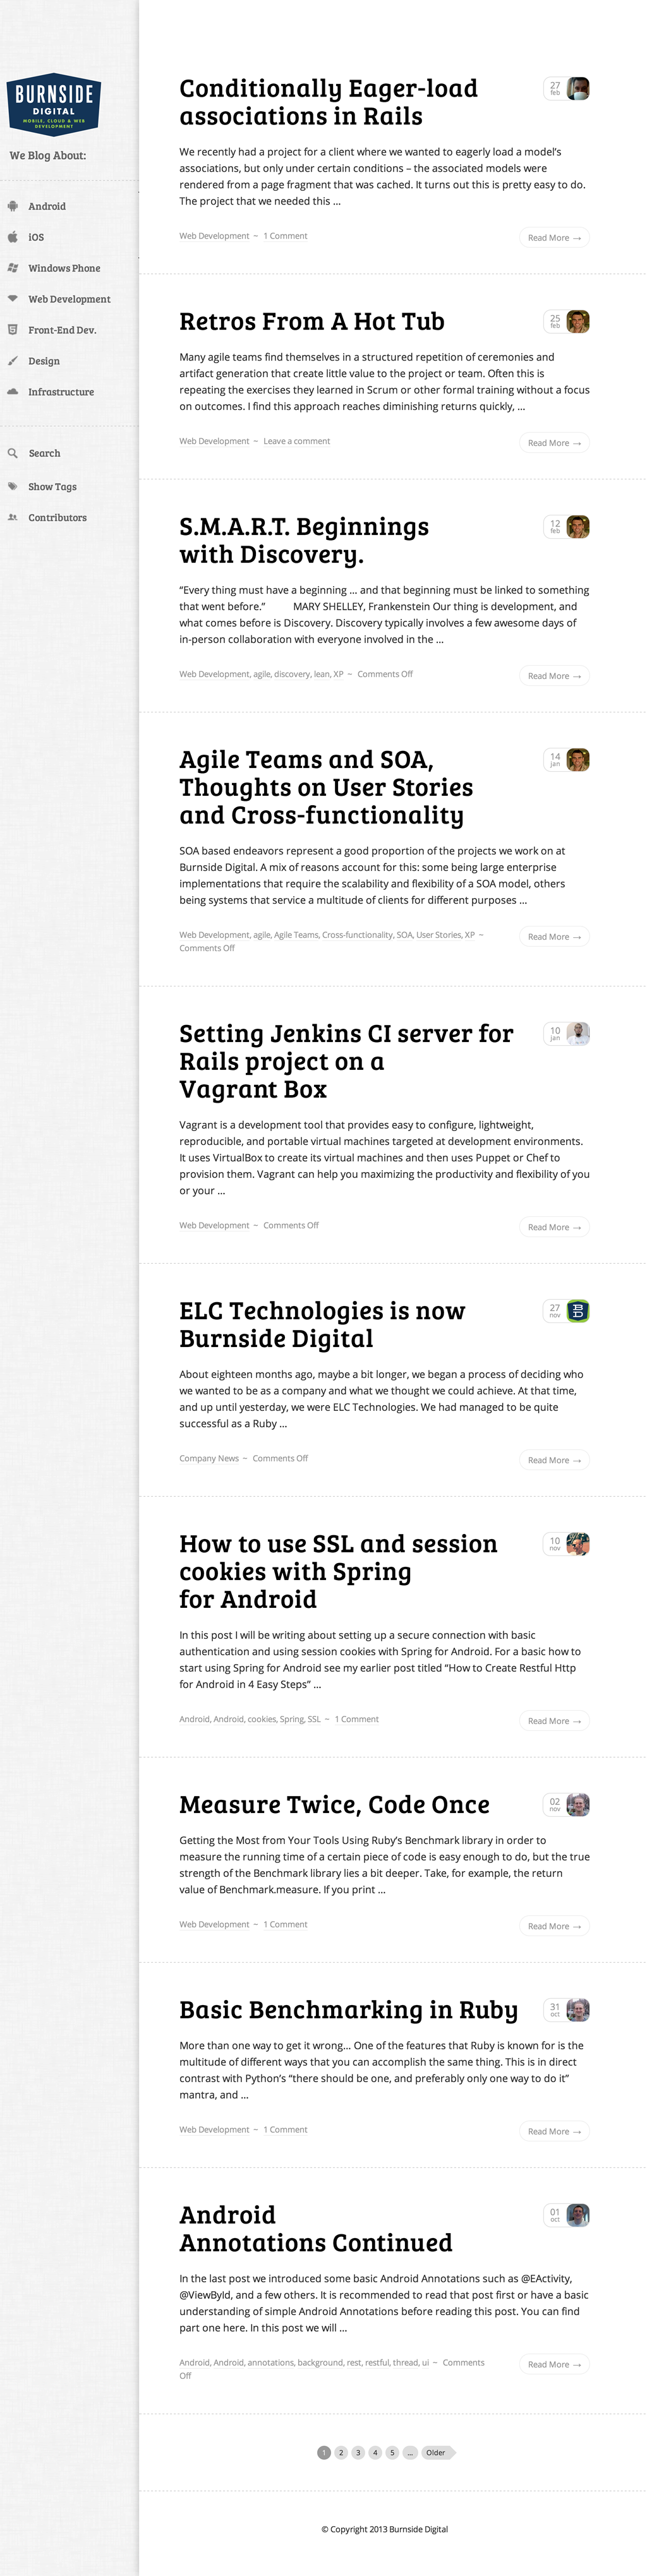 BURNSIDE
DIGITAL
MOBILE, CLOUD & WEB
DEVELOPMENT
We Blog About:
Android
iOS
Windows Phone
Web Development
Front-End Dev.
Design
Infrastructure
Search
Show Tags
Contributors
Conditionally Eager-load
associations in Rails
27
feb
We recently had a project for a client where we wanted to eagerly load a model's
associations, but only under certain conditions – the associated models were
rendered from a page fragment that was cached. It turns out this is pretty easy to do.
The project that we needed this ...
Web Development ~ 1 Comment
Read More →
Retros From A Hot Tub
25
feb
Many agile teams find themselves in a structured repetition of ceremonies and
artifact generation that create little value to the project or team. Often this is
repeating the exercises they learned in Scrum or other formal training without a focus
on outcomes. I find this approach reaches diminishing returns quickly, ...
Web Development ~ Leave a comment
Read More →
S.M.A.R.T. Beginnings
with Discovery.
12
feb
“Every thing must have a beginning ... and that beginning must be linked to something
that went before.” MARY SHELLEY, Frankenstein Our thing is development, and
what comes before is Discovery. Discovery typically involves a few awesome days of
in-person collaboration with everyone involved in the ...
Web Development, agile, discovery, lean, XP ~ Comments Off
Read More →
Agile Teams and SOA,
Thoughts on User Stories
and Cross-functionality
14
jan
SOA based endeavors represent a good proportion of the projects we work on at
Burnside Digital. A mix of reasons account for this: some being large enterprise
implementations that require the scalability and flexibility of a SOA model, others
being systems that service a multitude of clients for different purposes ...
Web Development, agile, Agile Teams, Cross-functionality, SOA, User Stories, XP ~
Comments Off
Read More →
Setting Jenkins CI server for
Rails project on a
Vagrant Box
10
jan
Vagrant is a development tool that provides easy to configure, lightweight,
reproducible, and portable virtual machines targeted at development environments.
It uses VirtualBox to create its virtual machines and then uses Puppet or Chef to
provision them. Vagrant can help you maximizing the productivity and flexibility of you
or your ...
Web Development ~ Comments Off
Read More →
ELC Technologies is now
Burnside Digital
27
nov
About eighteen months ago, maybe a bit longer, we began a process of deciding who
we wanted to be as a company and what we thought we could achieve. At that time,
and up until yesterday, we were ELC Technologies. We had managed to be quite
successful as a Ruby ...
Company News ~ Comments Off
Read More →
How to use SSL and session
cookies with Spring
for Android
10
nov
In this post I will be writing about setting up a secure connection with basic
authentication and using session cookies with Spring for Android. For a basic how to
start using Spring for Android see my earlier post titled “How to Create Restful Http
for Android in 4 Easy Steps” ...
Android, Android, cookies, Spring, SSL ~ 1 Comment
Read More →
Measure Twice, Code Once
02
nov
Getting the Most from Your Tools Using Ruby's Benchmark library in order to
measure the running time of a certain piece of code is easy enough to do, but the true
strength of the Benchmark library lies a bit deeper. Take, for example, the return
value of Benchmark.measure. If you print ...
Web Development ~ 1 Comment
Read More →
Basic Benchmarking in Ruby
31
oct
More than one way to get it wrong... One of the features that Ruby is known for is the
multitude of different ways that you can accomplish the same thing. This is in direct
contrast with Python's “there should be one, and preferably only one way to do it”
mantra, and ...
Web Development ~ 1 Comment
Read More →
Android
Annotations Continued
01
oct
In the last post we introduced some basic Android Annotations such as @EActivity,
@ViewById, and a few others. It is recommended to read that post first or have a basic
understanding of simple Android Annotations before reading this post. You can find
part one here. In this post we will ...
Android, Android, annotations, background, rest, restful, thread, ui ~ Comments
Off
Read More →
1 2 3 4 5 ... Older
© Copyright 2013 Burnside Digital